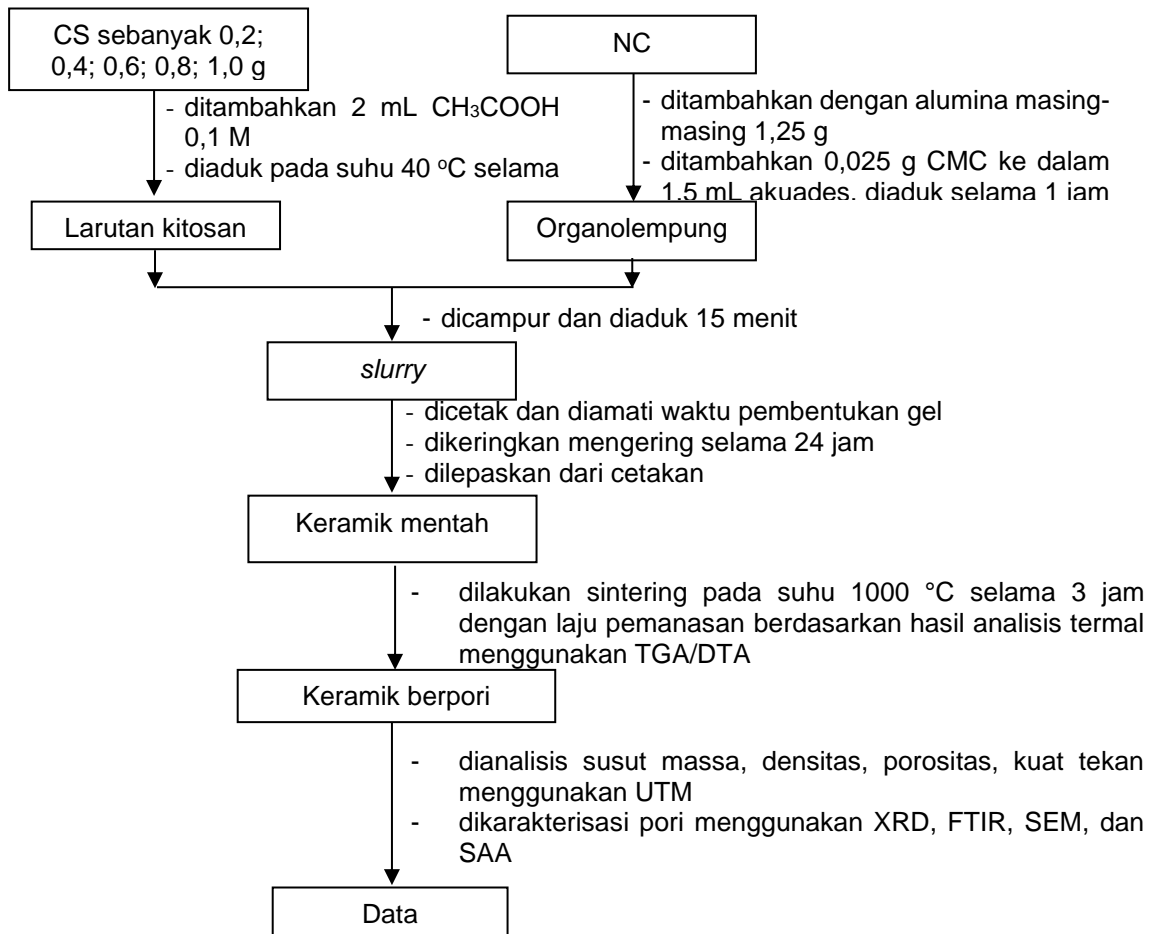 CS sebanyak 0,2;
0,4; 0,6; 0,8; 1,0 g
NC
- ditambahkan 2 mL CH₃COOH
0,1 M
- diaduk pada suhu 40 °C selama
- ditambahkan dengan alumina masing-
masing 1,25 g
- ditambahkan 0,025 g CMC ke dalam
1,5 mL akuades, diaduk selama 1 jam
Larutan kitosan
Organolempung
- dicampur dan diaduk 15 menit
slurry
- dicetak dan diamati waktu pembentukan gel
- dikeringkan mengering selama 24 jam
- dilepaskan dari cetakan
Keramik mentah
- dilakukan sintering pada suhu 1000 °C selama 3 jam
dengan laju pemanasan berdasarkan hasil analisis termal
menggunakan TGA/DTA
Keramik berpori
- dianalisis susut massa, densitas, porositas, kuat tekan
menggunakan UTM
- dikarakterisasi pori menggunakan XRD, FTIR, SEM, dan
SAA
Data